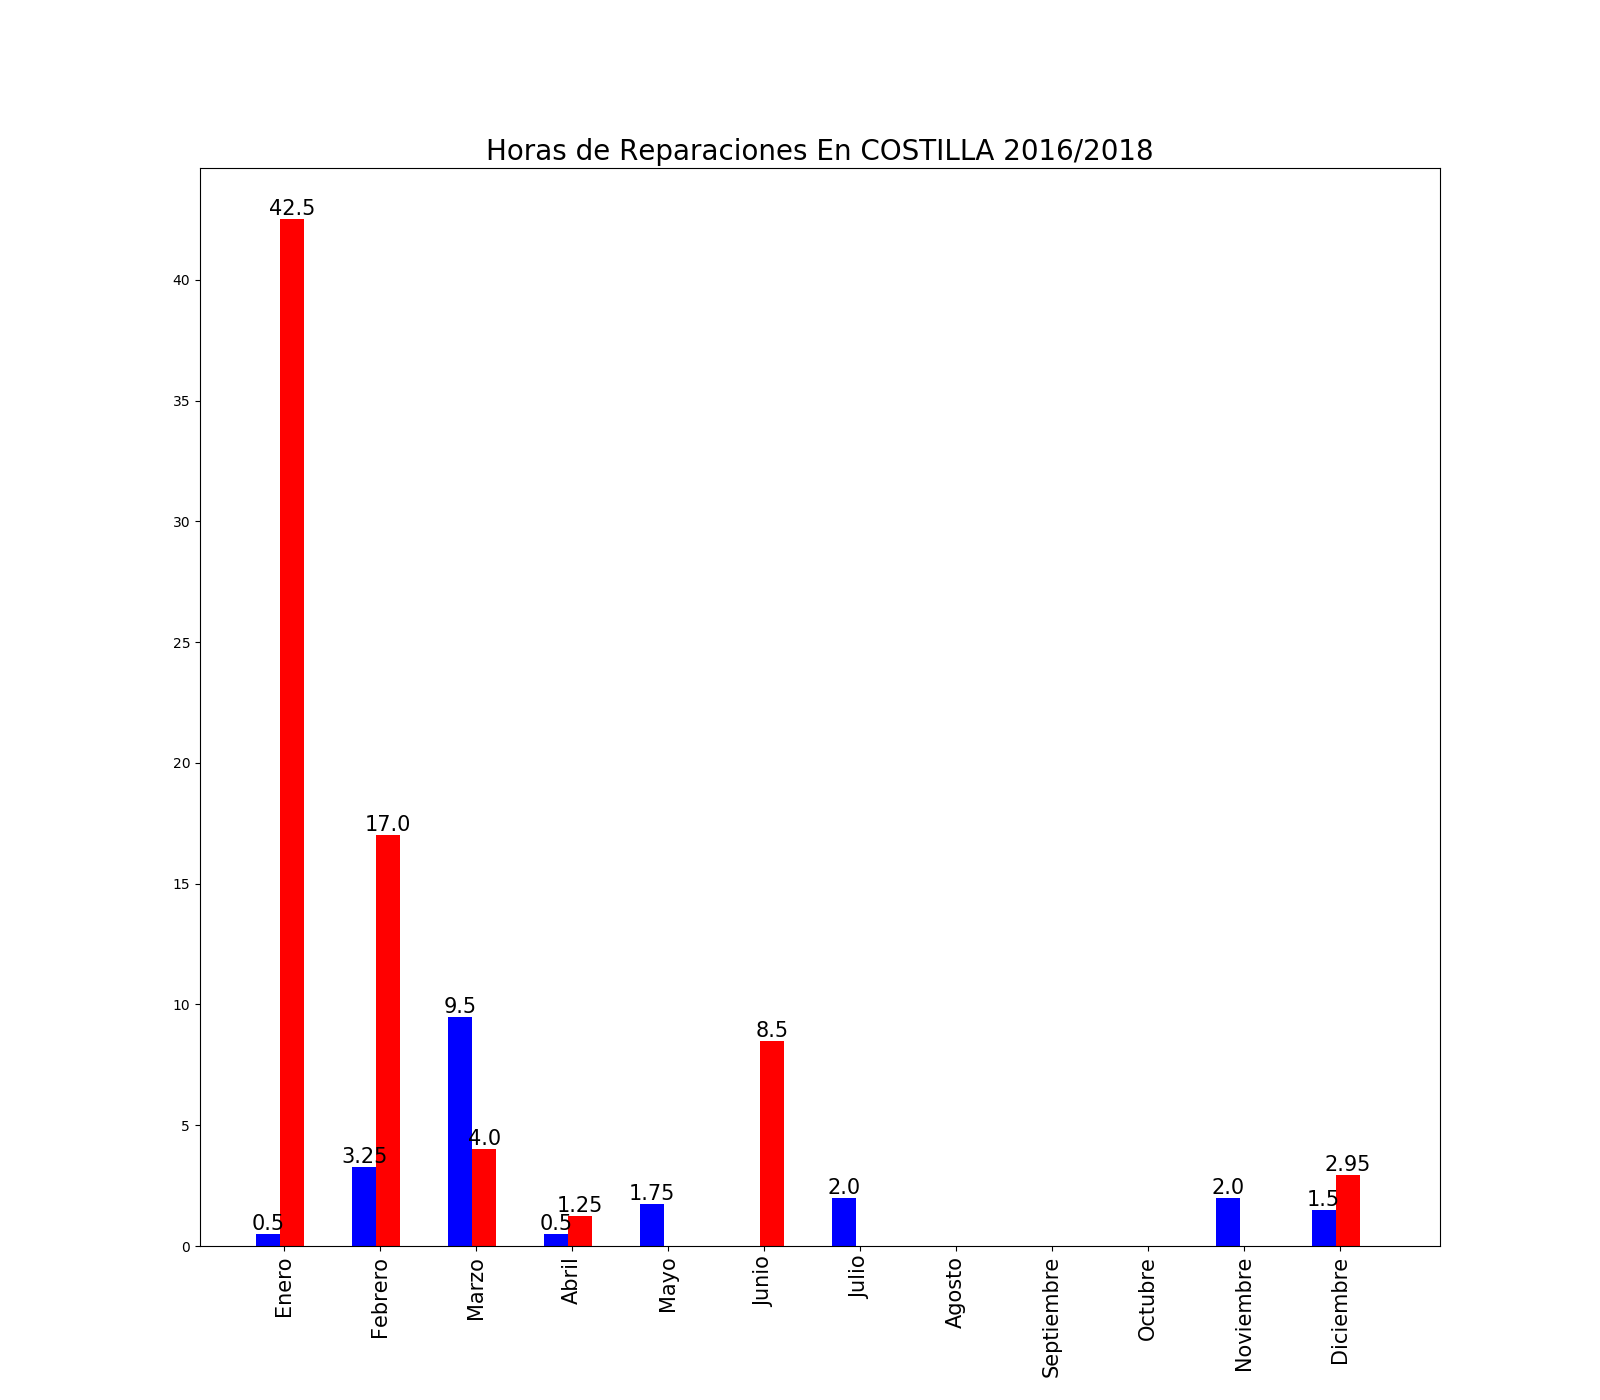 Horas de Reparaciones En COSTILLA 2016/2018
42.5
40
35
30
25
20
17.0
15
10
9.5
8.5
5
4.0
3.25
2.95
2.0
2.0
1.75
1.5
1.25
0.5
0.5
0
Enero
Febrero
Marzo
Abril
Mayo
Junio
Julio
Agosto
Septiembre
Octubre
Noviembre
Diciembre